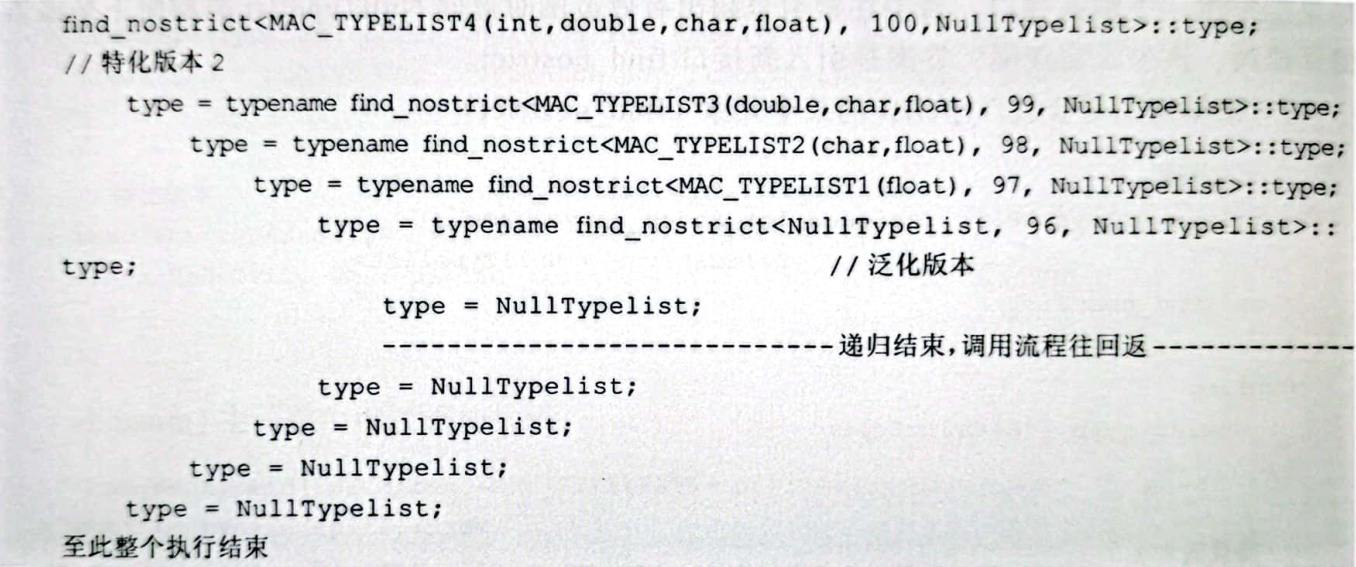 find_nostrict<MAC_TYPELIST4(int,double,char,float), 100,NullTypelist>::type;
//特化版本2
type = typename find_nostrict<MAC_TYPELIST3(double,char,float), 99, NullTypelist>::type;
type = typename find_nostrict<MAC_TYPELIST2(char,float), 98, NullTypelist>::type;
type = typename find_nostrict<MAC_TYPELIST1(float), 97, NullTypelist>::type;
type = typename find_nostrict<NullTypelist, 96, NullTypelist>::
type; //泛化版本
type = NullTypelist;
----------------------------递归结束,调用流程往回返-------------
type = NullTypelist;
type = NullTypelist;
type = NullTypelist;
type = NullTypelist;
至此整个执行结束